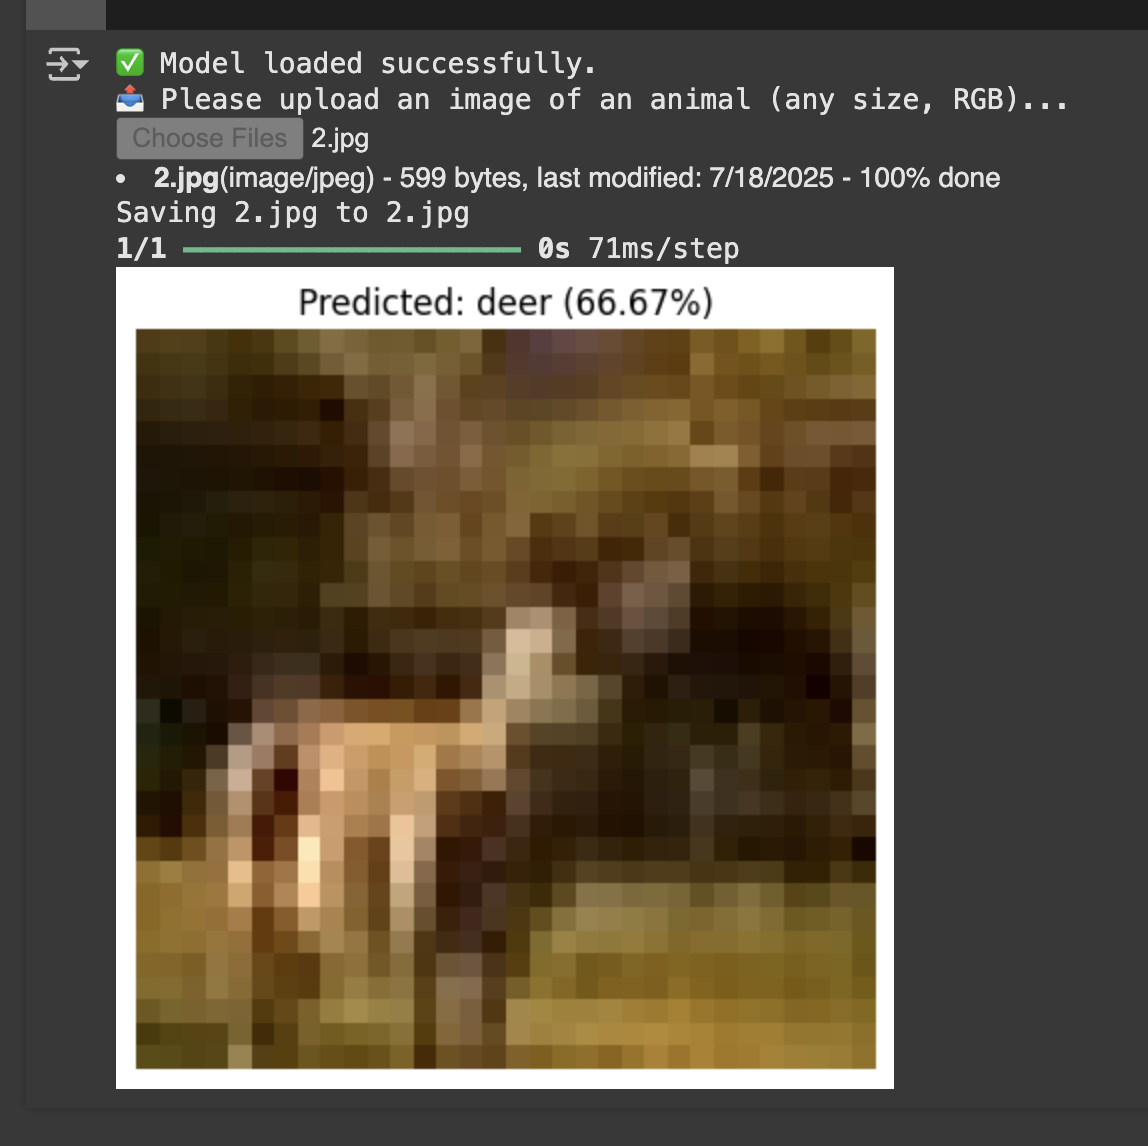 ✅ Model loaded successfully.
📤 Please upload an image of an animal (any size, RGB)...
Choose Files 2.jpg
• 2.jpg(image/jpeg) - 599 bytes, last modified: 7/18/2025 - 100% done
Saving 2.jpg to 2.jpg
1/1 ━━━━━━━━━━━━━━━━━━━━ 0s 71ms/step
Predicted: deer (66.67%)